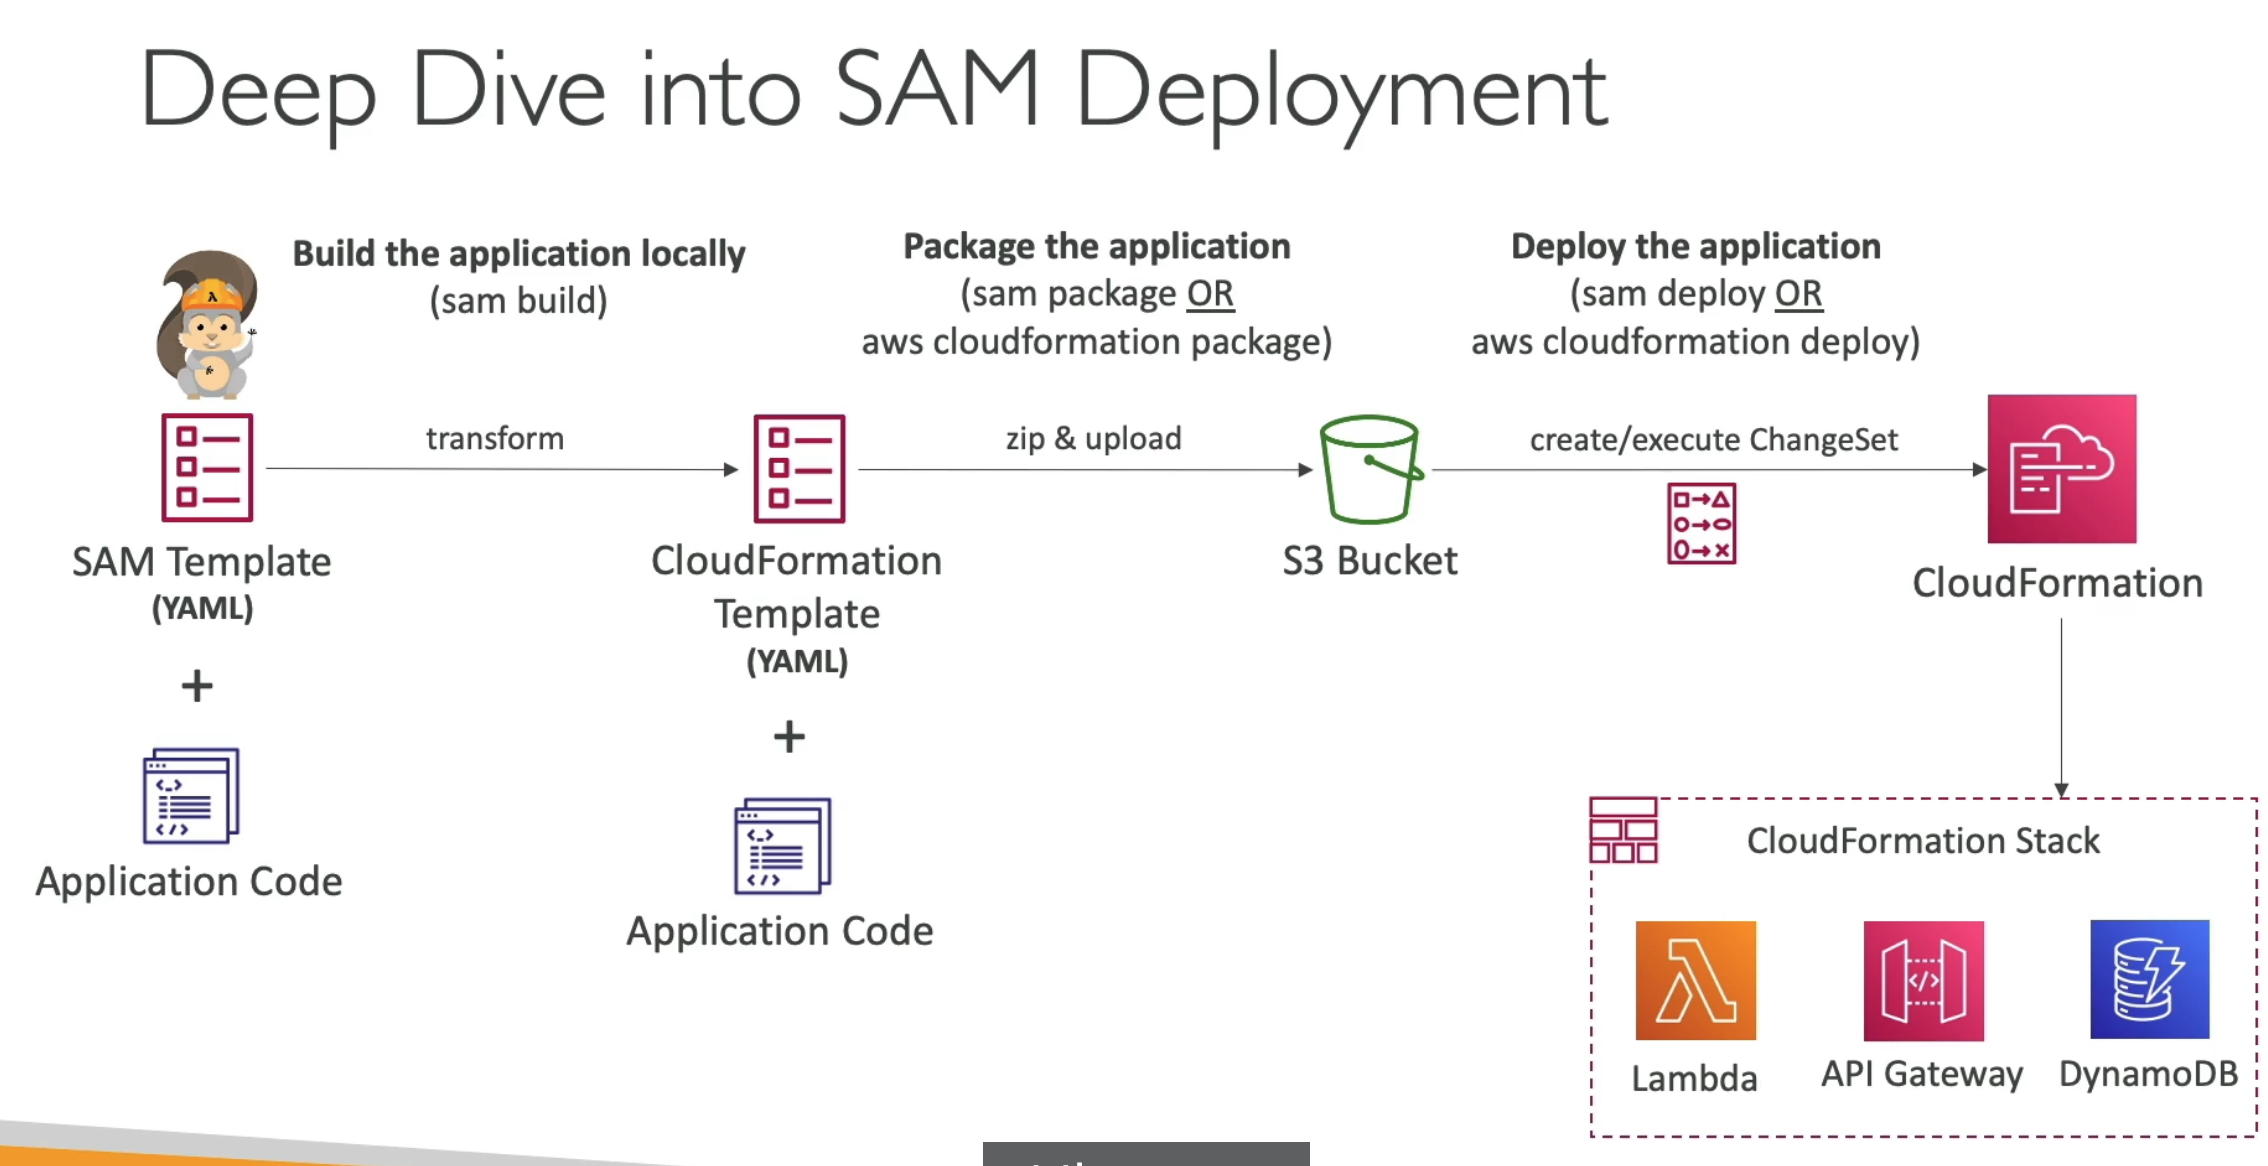 Deep Dive into SAM Deployment
Build the application locally
(sam build)
Package the application
(sam package OR
aws cloudformation package)
Deploy the application
(sam deploy OR
aws cloudformation deploy)
transform
zip & upload
create/execute ChangeSet
SAM Template
(YAML)
+
Application Code
CloudFormation
Template
(YAML)
+
Application Code
S3 Bucket
CloudFormation
CloudFormation Stack
Lambda
API Gateway
DynamoDB